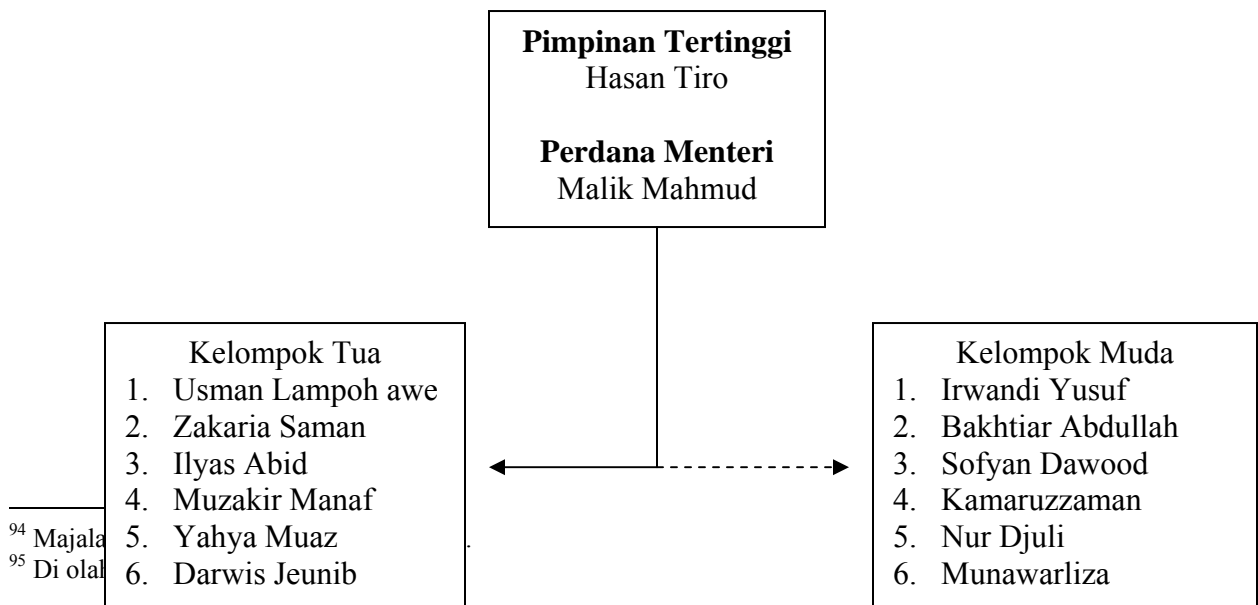 Pimpinan Tertinggi
Hasan Tiro
Perdana Menteri
Malik Mahmud
Kelompok Tua
1. Usman Lampoh awe
2. Zakaria Saman
3. Ilyas Abid
4. Muzakir Manaf
5. Yahya Muaz
6. Darwis Jeunib
Kelompok Muda
1. Irwandi Yusuf
2. Bakhtiar Abdullah
3. Sofyan Dawood
4. Kamaruzzaman
5. Nur Djuli
6. Munawarliza
94
95 Di